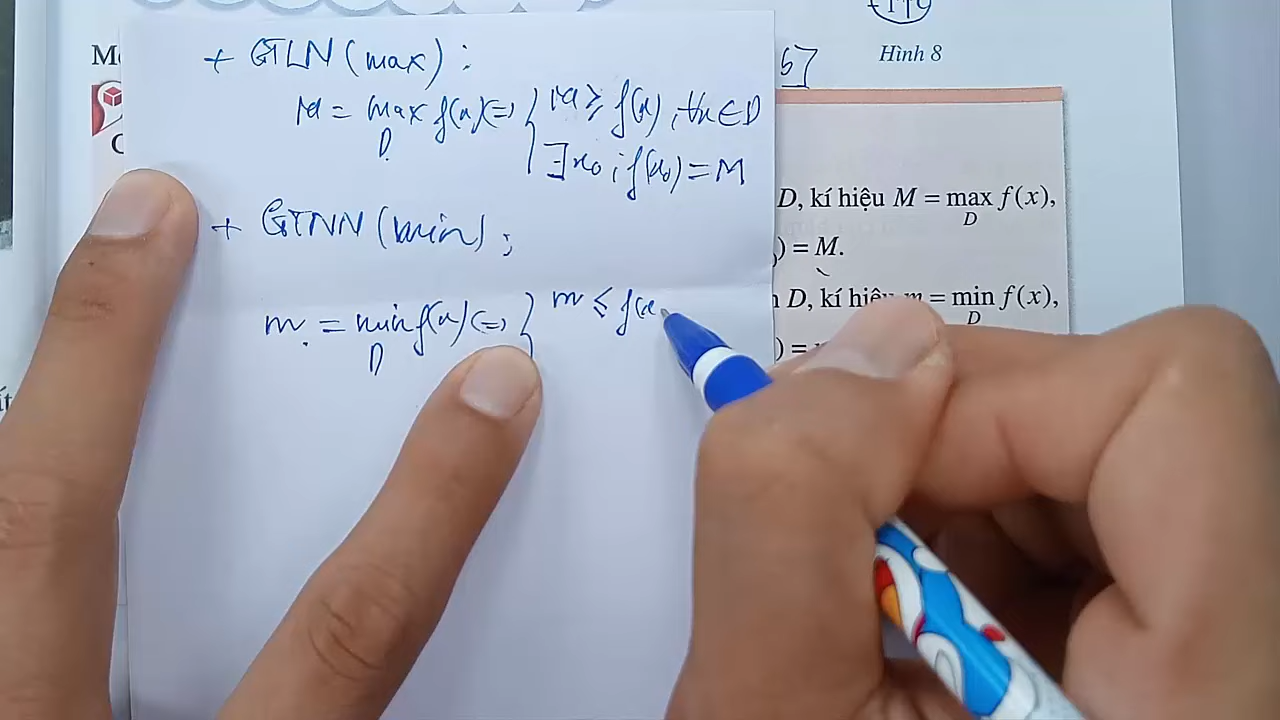 Hình 8
+ GTLN (max) :
M = max f(x) <=> { M ≥ f(x), ∀x ∈ D
D
∃x₀ ; f(x₀) = M
+ GTNN (min) ;
m = min f(x) <=> { m ≤ f(x
D
D, kí hiệu M = max f(x),
D
) = M.
D, kí hiệu m = min f(x),
D
) =